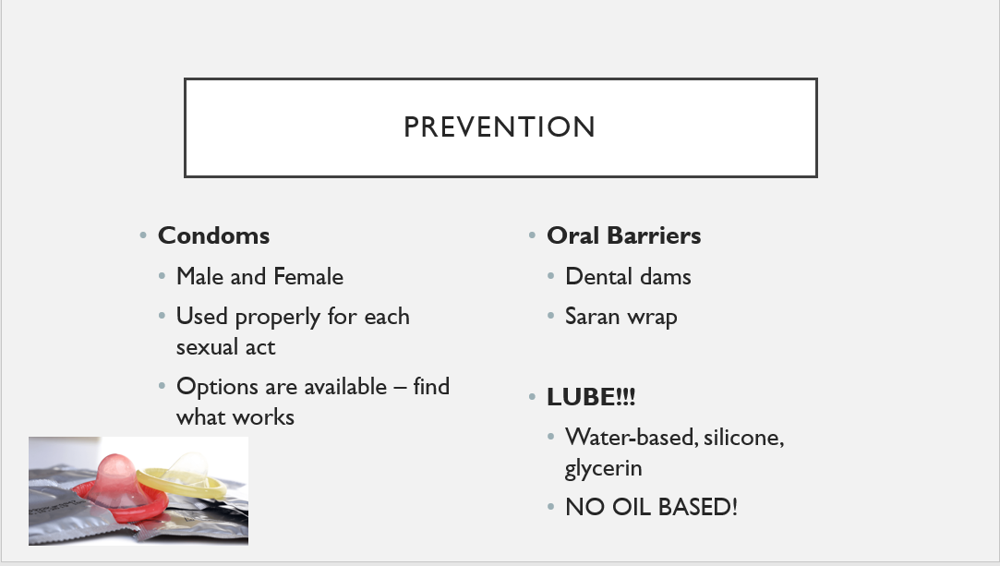 PREVENTION
Condoms
Male and Female
Used properly for each
sexual act
Options are available – find
what works
Oral Barriers
Dental dams
Saran wrap
LUBE!!!
Water-based, silicone,
glycerin
NO OIL BASED!